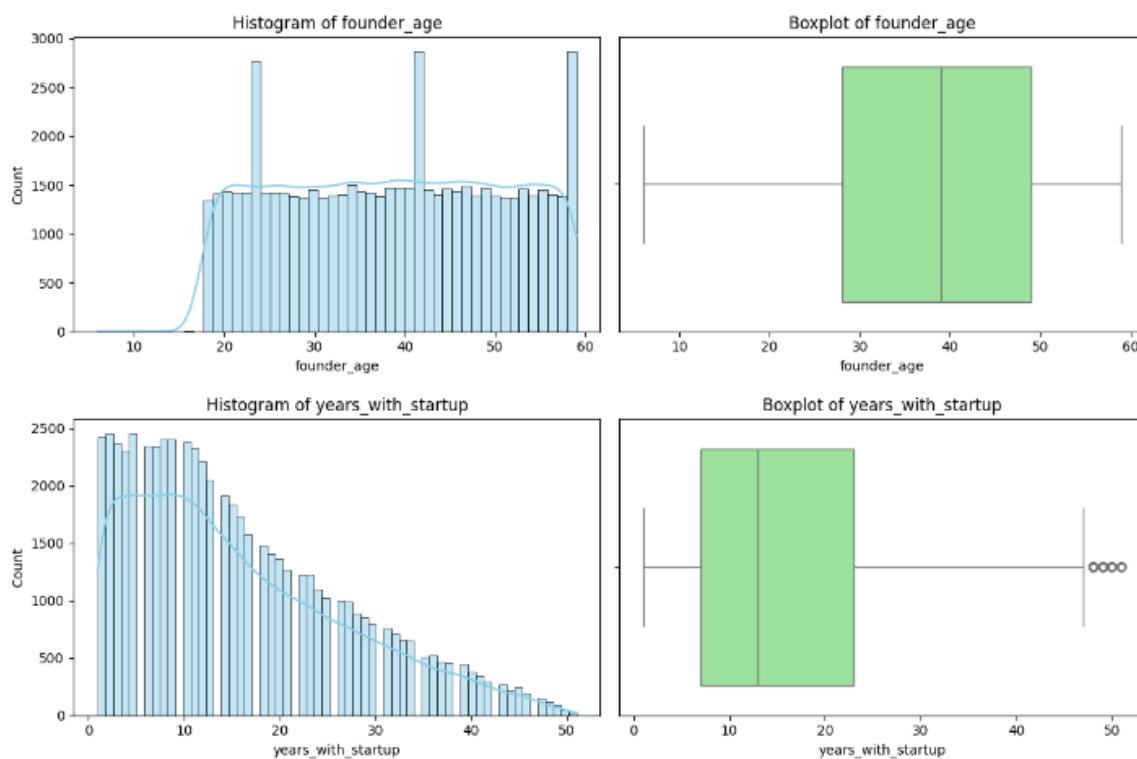 Histogram of founder_age
3000
2500
2000
1500
1000
500
0
Count
10 20 30 40 50 60
founder_age
Boxplot of founder_age
10 20 30 40 50 60
founder_age
Histogram of years_with_startup
2500
2000
1500
1000
500
0
Count
0 10 20 30 40 50
years_with_startup
Boxplot of years_with_startup
0 10 20 30 40 50
years_with_startup